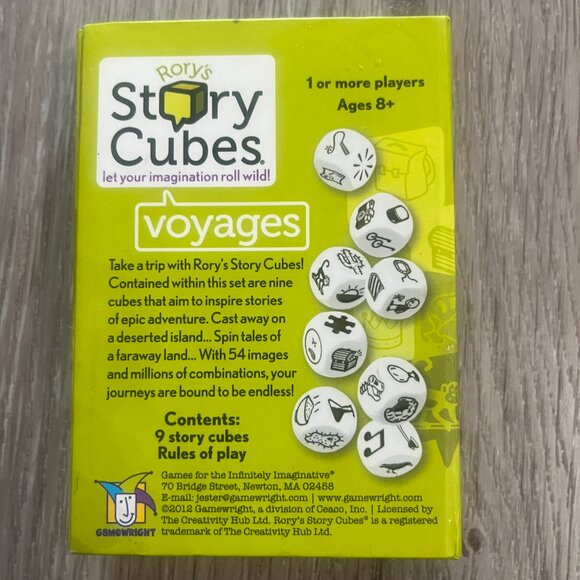 Rory's
Story
Cubes®
let your imagination roll wild!
voyages
1 or more players
Ages 8+
Take a trip with Rory's Story Cubes!
Contained within this set are nine
cubes that aim to inspire stories
of epic adventure. Cast away on
a deserted island... Spin tales of
a faraway land... With 54 images
and millions of combinations, your
journeys are bound to be endless!
Contents:
9 story cubes
Rules of play
Games for the Infinitely Imaginative®
70 Bridge Street, Newton, MA 02458
E-mail: jester@gamewright.com | www.gamewright.com
©2012 Gamewright, a division of Ceaco, Inc. | Licensed by
The Creativity Hub Ltd. Rory's Story Cubes® is a registered
trademark of The Creativity Hub Ltd.
GAMEWRIGHT